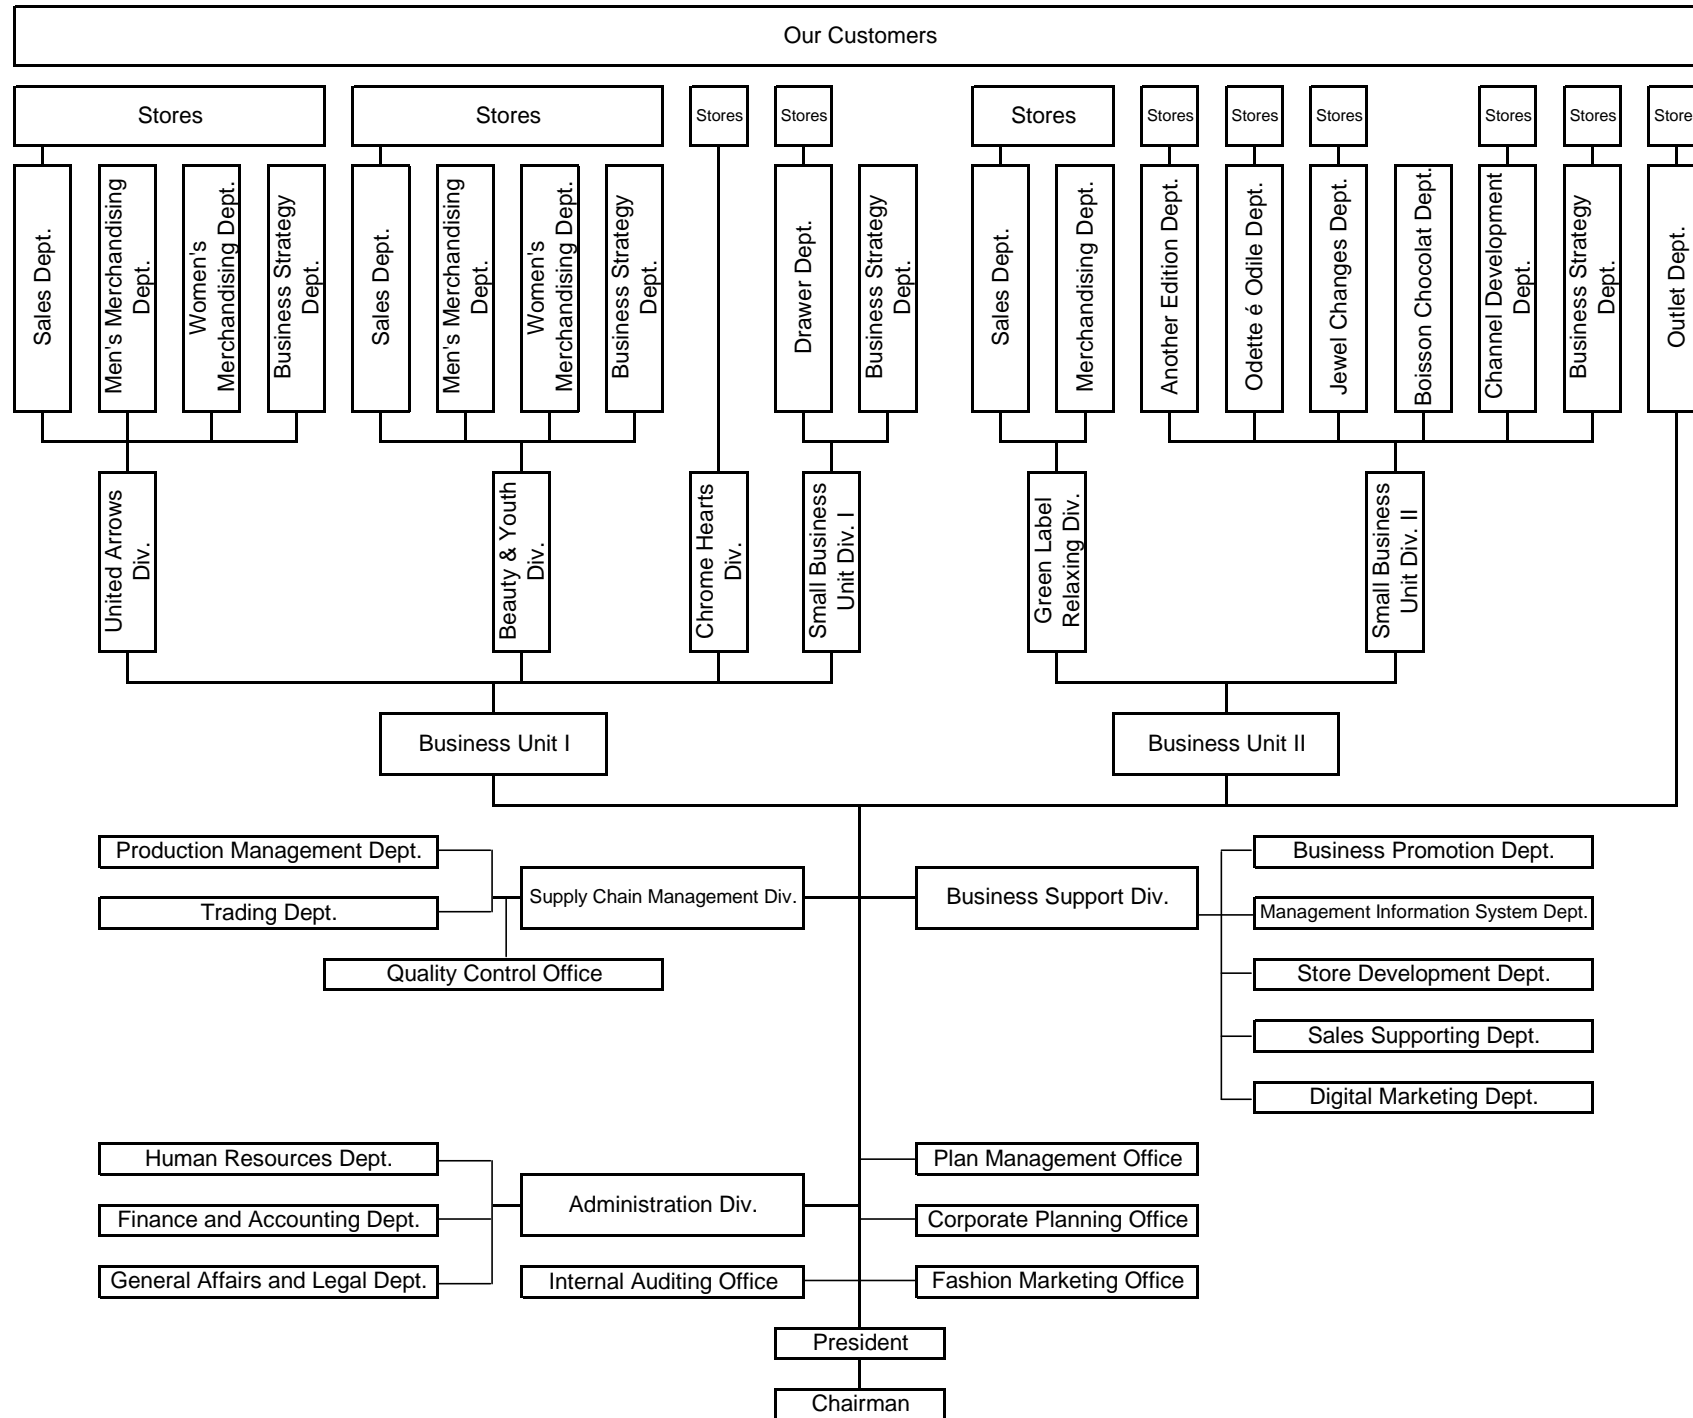 Our Customers
Stores
Stores
Stores
Stores
Stores
Stores
Stores
Stores
Stores
Stores
Store
Sales Dept.
Men's Merchandising
Dept.
Women's
Merchandising Dept.
Business Strategy
Dept.
Sales Dept.
Men's Merchandising
Dept.
Women's
Merchandising Dept.
Business Strategy
Dept.
Drawer Dept.
Business Strategy
Dept.
Sales Dept.
Merchandising Dept.
Another Edition Dept.
Odette é Odile Dept.
Jewel Changes Dept.
Boisson Chocolat Dept.
Channel Development
Dept.
Business Strategy
Dept.
Outlet Dept.
United Arrows
Div.
Beauty & Youth
Div.
Chrome Hearts
Div.
Small Business
Unit Div. I
Green Label
Relaxing Div.
Small Business
Unit Div. II
Business Unit I
Business Unit II
Production Management Dept.
Trading Dept.
Supply Chain Management Div.
Quality Control Office
Business Support Div.
Business Promotion Dept.
Management Information System Dept.
Store Development Dept.
Sales Supporting Dept.
Digital Marketing Dept.
Human Resources Dept.
Finance and Accounting Dept.
General Affairs and Legal Dept.
Administration Div.
Internal Auditing Office
Plan Management Office
Corporate Planning Office
Fashion Marketing Office
President
Chairman